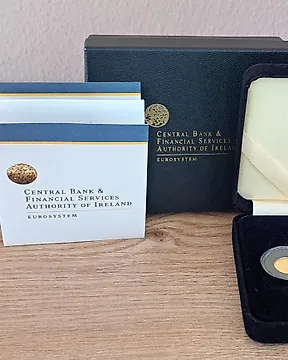 CENTRAL BANK &
FINANCIAL SERVICES
AUTHORITY OF IRELAND
EUROSYSTEM
CENTRAL BANK &
FINANCIAL SERVICES
AUTHORITY OF IRELAND
EUROSYSTEM